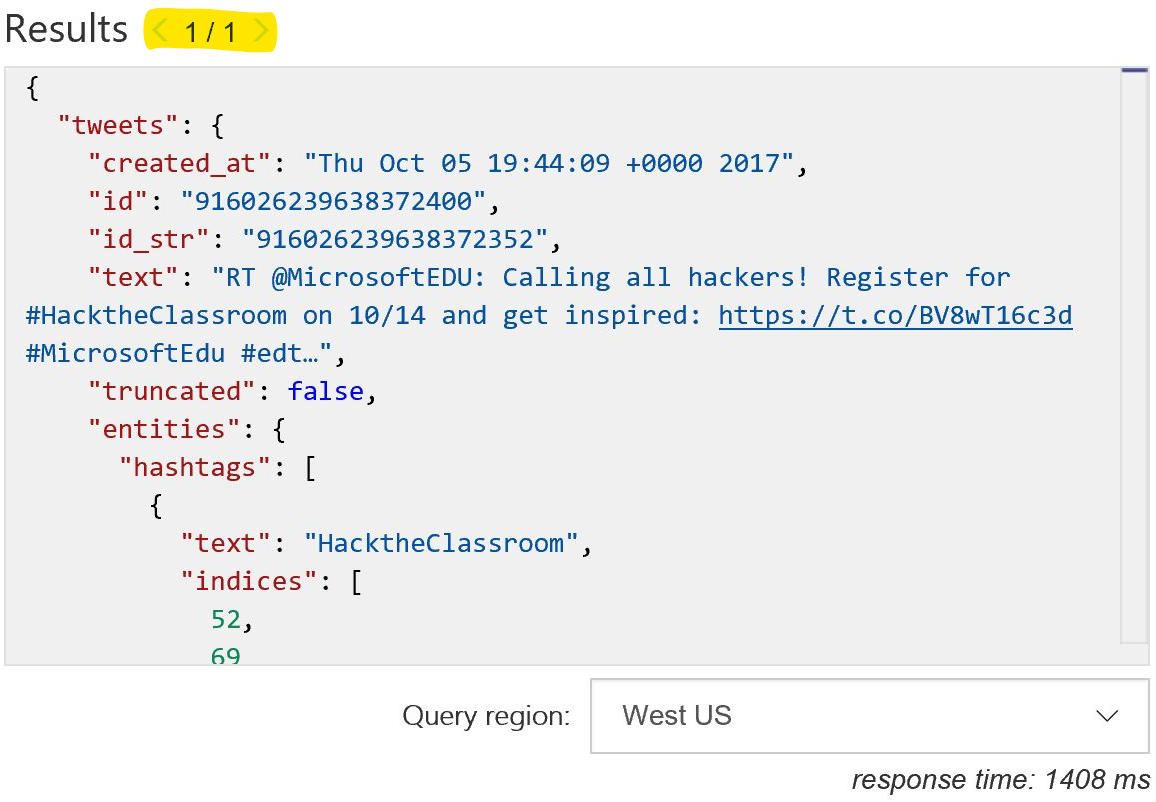 Results < 1 / 1 >
{
"tweets": {
"created_at": "Thu Oct 05 19:44:09 +0000 2017",
"id": "916026239638372400",
"id_str": "916026239638372352",
"text": "RT @MicrosoftEDU: Calling all hackers! Register for
#HacktheClassroom on 10/14 and get inspired: https://t.co/BV8wT16c3d
#MicrosoftEdu #edt…",
"truncated": false,
"entities": {
"hashtags": [
{
"text": "HacktheClassroom",
"indices": [
52,
69
Query region: West US
response time: 1408 ms